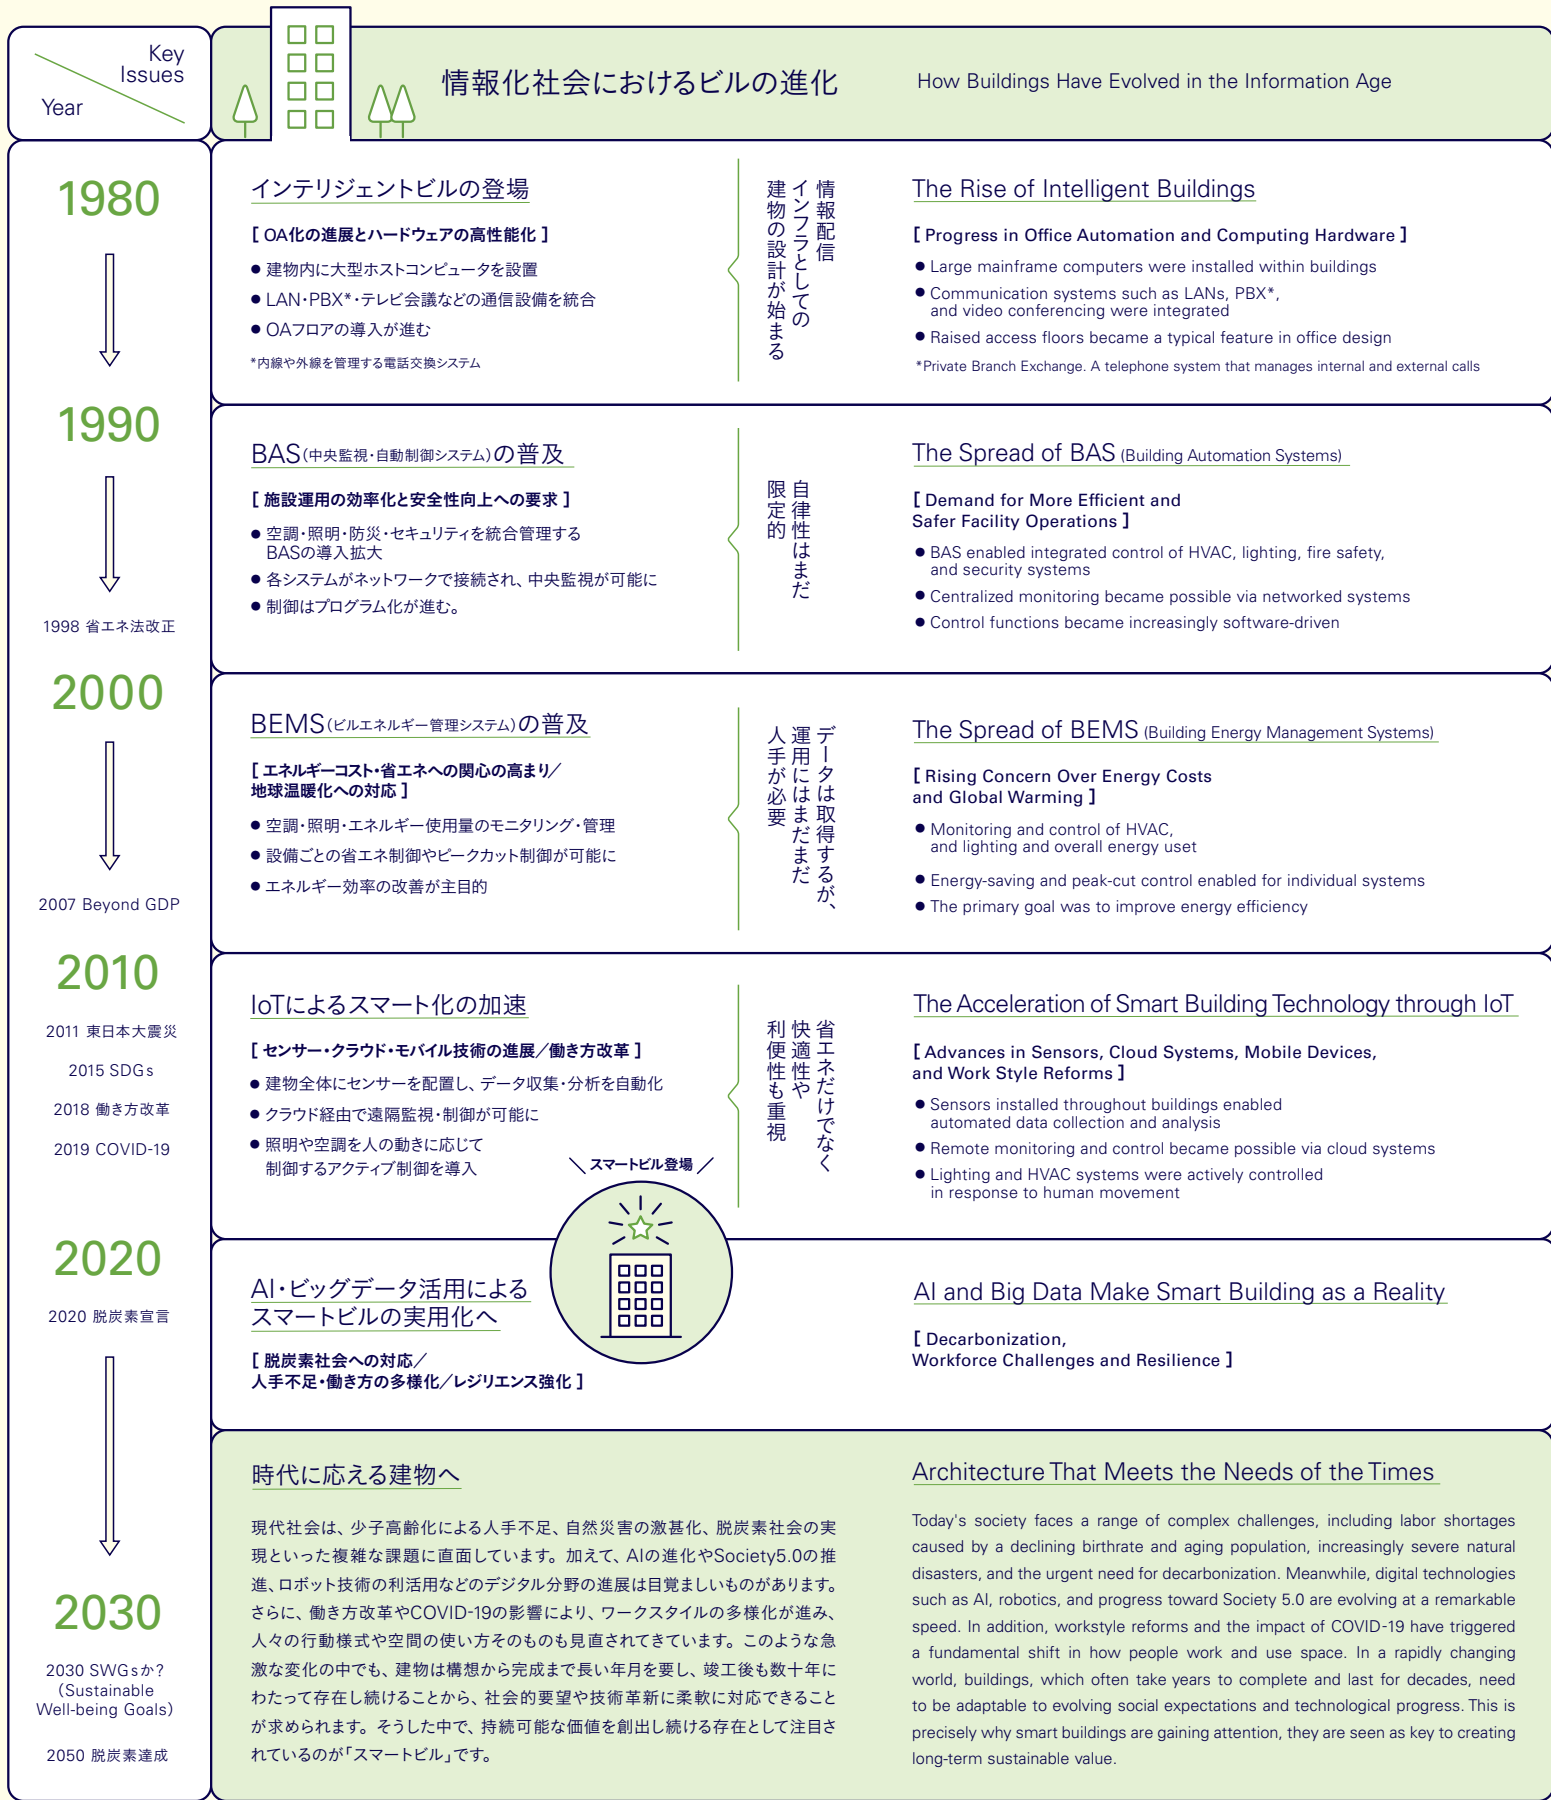 Key
Issues
Year
情報化社会におけるビルの進化
How Buildings Have Evolved in the Information Age
1980
インテリジェントビルの登場
[ OA化の進展とハードウェアの高性能化 ]
● 建物内に大型ホストコンピュータを設置
● LAN・PBX*・テレビ会議などの通信設備を統合
● OAフロアの導入が進む
*内線や外線を管理する電話交換システム
情報配信
インフラとしての
建物の設計が始まる
The Rise of Intelligent Buildings
[ Progress in Office Automation and Computing Hardware ]
● Large mainframe computers were installed within buildings
● Communication systems such as LANs, PBX*,
and video conferencing were integrated
● Raised access floors became a typical feature in office design
*Private Branch Exchange. A telephone system that manages internal and external calls
1990
1998 省エネ法改正
BAS(中央監視・自動制御システム)の普及
[ 施設運用の効率化と安全性向上への要求 ]
● 空調・照明・防災・セキュリティを統合管理する
BASの導入拡大
● 各システムがネットワークで接続され、中央監視が可能に
● 制御はプログラム化が進む。
自律性はまだ
限定的
The Spread of BAS (Building Automation Systems)
[ Demand for More Efficient and
Safer Facility Operations ]
● BAS enabled integrated control of HVAC, lighting, fire safety,
and security systems
● Centralized monitoring became possible via networked systems
● Control functions became increasingly software-driven
2000
2007 Beyond GDP
BEMS(ビルエネルギー管理システム)の普及
[ エネルギーコスト・省エネへの関心の高まり／
地球温暖化への対応 ]
● 空調・照明・エネルギー使用量のモニタリング・管理
● 設備ごとの省エネ制御やピークカット制御が可能に
● エネルギー効率の改善が主目的
データは取得するが、
運用にはまだまだ
人手が必要
The Spread of BEMS (Building Energy Management Systems)
[ Rising Concern Over Energy Costs
and Global Warming ]
● Monitoring and control of HVAC,
and lighting and overall energy uset
● Energy-saving and peak-cut control enabled for individual systems
● The primary goal was to improve energy efficiency
2010
2011 東日本大震災
2015 SDGs
2018 働き方改革
2019 COVID-19
IoTによるスマート化の加速
[ センサー・クラウド・モバイル技術の進展／働き方改革 ]
● 建物全体にセンサーを配置し、データ収集・分析を自動化
● クラウド経由で遠隔監視・制御が可能に
● 照明や空調を人の動きに応じて
制御するアクティブ制御を導入
省エネだけでなく
快適性や
利便性も重視
The Acceleration of Smart Building Technology through IoT
[ Advances in Sensors, Cloud Systems, Mobile Devices,
and Work Style Reforms ]
● Sensors installed throughout buildings enabled
automated data collection and analysis
● Remote monitoring and control became possible via cloud systems
● Lighting and HVAC systems were actively controlled
in response to human movement
＼ スマートビル登場 ／
2020
2020 脱炭素宣言
AI・ビッグデータ活用による
スマートビルの実用化へ
[ 脱炭素社会への対応／
人手不足・働き方の多様化／レジリエンス強化 ]
AI and Big Data Make Smart Building as a Reality
[ Decarbonization,
Workforce Challenges and Resilience ]
2030
2030 SWGsか?
(Sustainable
Well-being Goals)
2050 脱炭素達成
時代に応える建物へ
現代社会は、少子高齢化による人手不足、自然災害の激甚化、脱炭素社会の実
現といった複雑な課題に直面しています。加えて、AIの進化やSociety5.0の推
進、ロボット技術の利活用などのデジタル分野の進展は目覚ましいものがあります。
さらに、働き方改革やCOVID-19の影響により、ワークスタイルの多様化が進み、
人々の行動様式や空間の使い方そのものも見直されてきています。このような急
激な変化の中でも、建物は構想から完成まで長い年月を要し、竣工後も数十年に
わたって存在し続けることから、社会的要望や技術革新に柔軟に対応できること
が求められます。そうした中で、持続可能な価値を創出し続ける存在として注目さ
れているのが「スマートビル」です。
Architecture That Meets the Needs of the Times
Today's society faces a range of complex challenges, including labor shortages
caused by a declining birthrate and aging population, increasingly severe natural
disasters, and the urgent need for decarbonization. Meanwhile, digital technologies
such as AI, robotics, and progress toward Society 5.0 are evolving at a remarkable
speed. In addition, workstyle reforms and the impact of COVID-19 have triggered
a fundamental shift in how people work and use space. In a rapidly changing
world, buildings, which often take years to complete and last for decades, need
to be adaptable to evolving social expectations and technological progress. This is
precisely why smart buildings are gaining attention, they are seen as key to creating
long-term sustainable value.